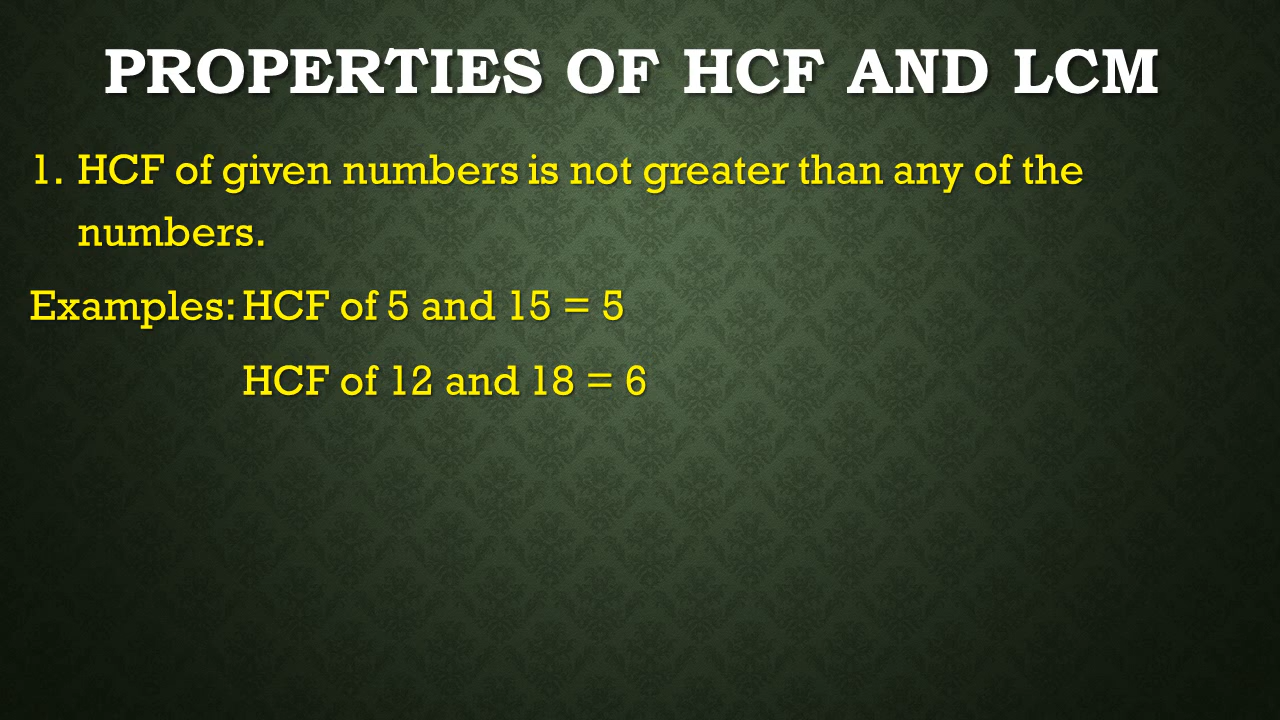 PROPERTIES OF HCF AND LCM
1. HCF of given numbers is not greater than any of the
numbers.
Examples: HCF of 5 and 15 = 5
HCF of 12 and 18 = 6